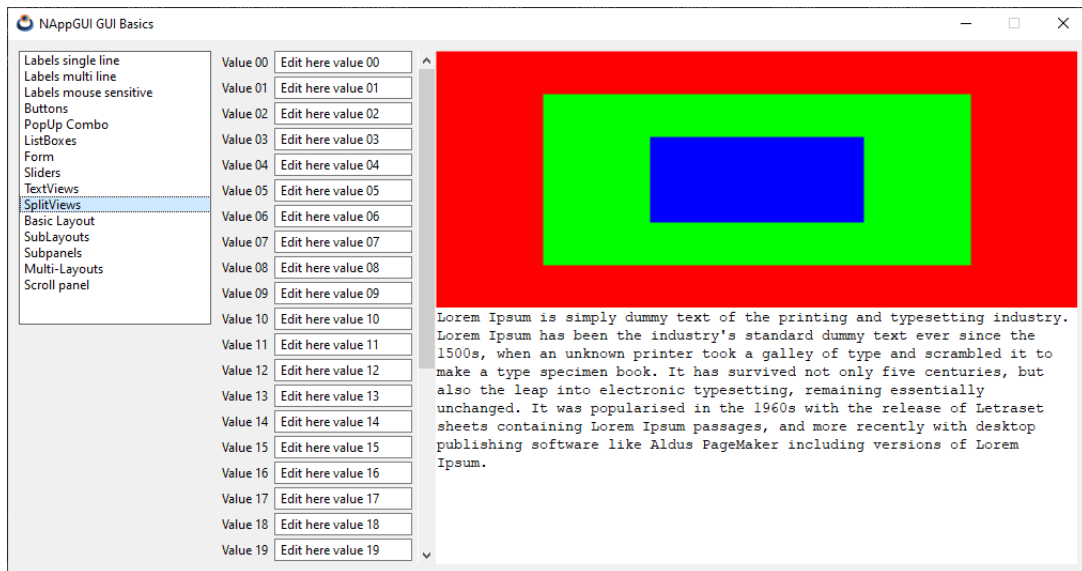 NAppGUI GUI Basics
Labels single line
Labels multi line
Labels mouse sensitive
Buttons
PopUp Combo
ListBoxes
Form
Sliders
TextViews
SplitViews
Basic Layout
SubLayouts
Subpanels
Multi-Layouts
Scroll panel
Value 00 Edit here value 00
Value 01 Edit here value 01
Value 02 Edit here value 02
Value 03 Edit here value 03
Value 04 Edit here value 04
Value 05 Edit here value 05
Value 06 Edit here value 06
Value 07 Edit here value 07
Value 08 Edit here value 08
Value 09 Edit here value 09
Value 10 Edit here value 10
Value 11 Edit here value 11
Value 12 Edit here value 12
Value 13 Edit here value 13
Value 14 Edit here value 14
Value 15 Edit here value 15
Value 16 Edit here value 16
Value 17 Edit here value 17
Value 18 Edit here value 18
Value 19 Edit here value 19
Lorem Ipsum is simply dummy text of the printing and typesetting industry.
Lorem Ipsum has been the industry's standard dummy text ever since the
1500s, when an unknown printer took a galley of type and scrambled it to
make a type specimen book. It has survived not only five centuries, but
also the leap into electronic typesetting, remaining essentially
unchanged. It was popularised in the 1960s with the release of Letraset
sheets containing Lorem Ipsum passages, and more recently with desktop
publishing software like Aldus PageMaker including versions of Lorem
Ipsum.